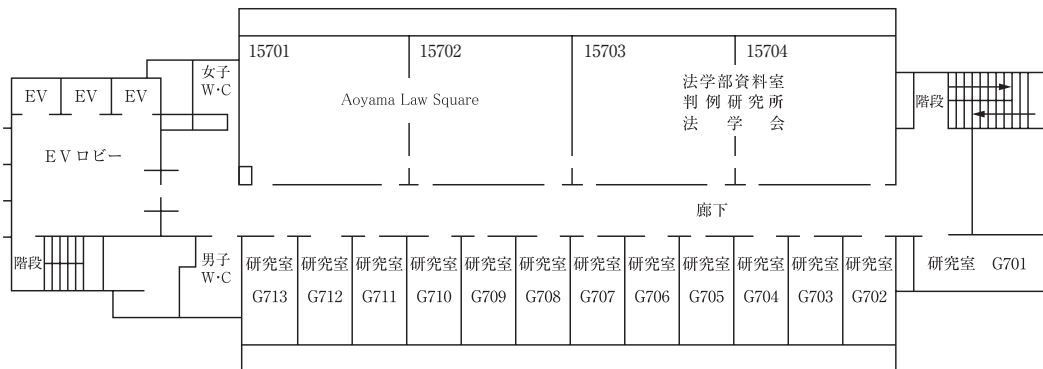 15701
15702
15703
15704
女子
W・C
EV
EV
EV
Aoyama Law Square
法学部資料室
判例研究所
法学会
階段
EVロビー
廊下
階段
男子
W・C
研究室
G713
研究室
G712
研究室
G711
研究室
G710
研究室
G709
研究室
G708
研究室
G707
研究室
G706
研究室
G705
研究室
G704
研究室
G703
研究室
G702
研究室 G701